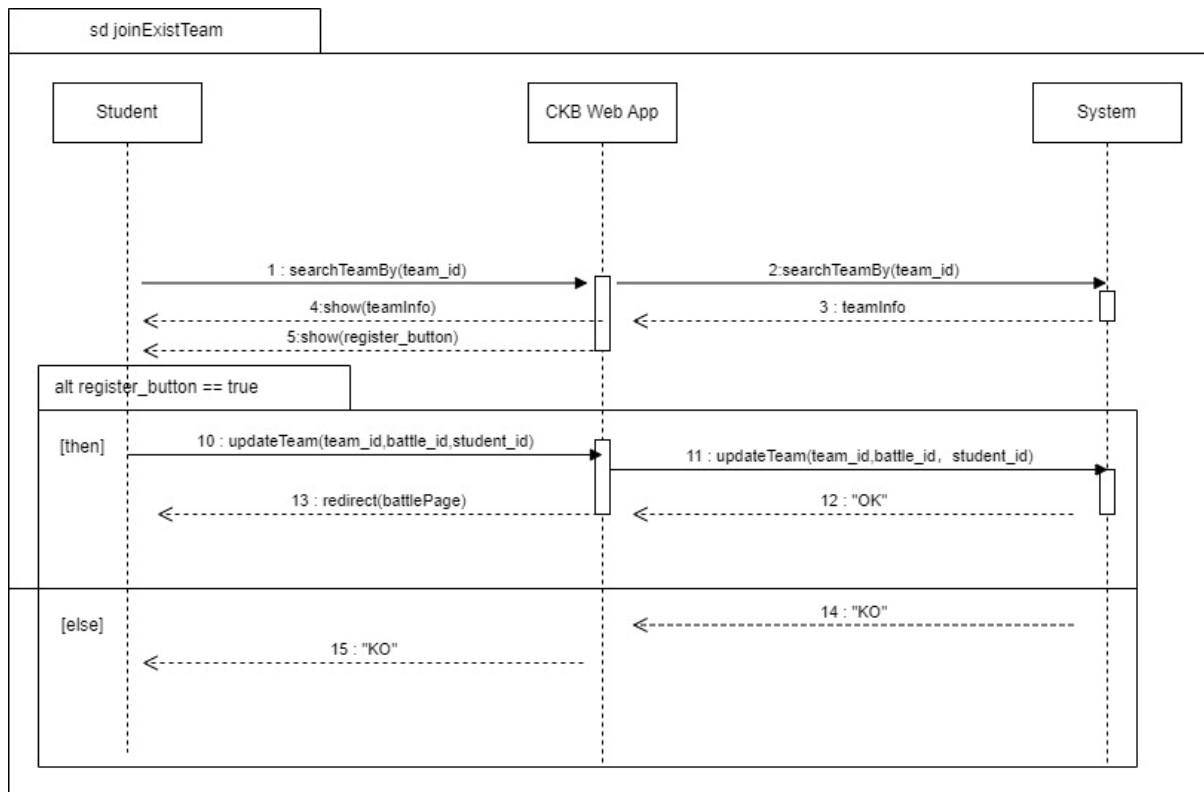 sd joinExistTeam
Student
CKB Web App
System
1 : searchTeamBy(team_id)
2:searchTeamBy(team_id)
4:show(teamInfo)
3 : teamInfo
5:show(register_button)
alt register_button == true
[then]
10 : updateTeam(team_id,battle_id,student_id)
11 : updateTeam(team_id,battle_id, student_id)
13 : redirect(battlePage)
12 : "OK"
[else]
14 : "KO"
15 : "KO"